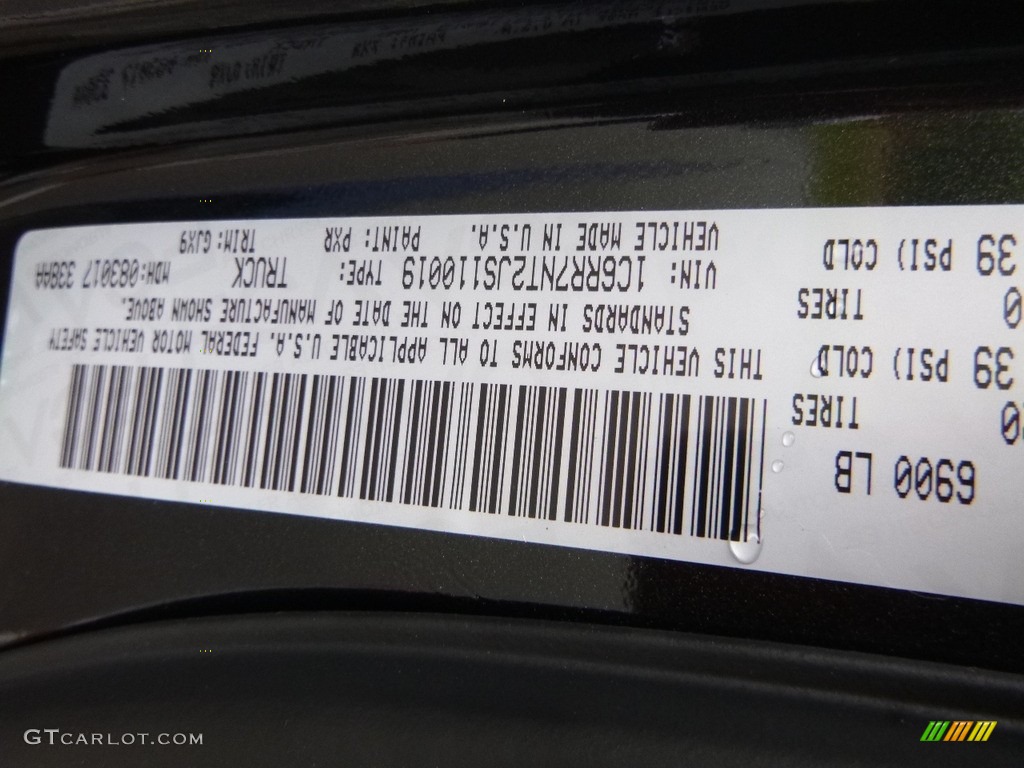 6900 LB
TIRES
39 PSI) COLD
TIRES
39 PSI) COLD
THIS VEHICLE CONFORMS TO ALL APPLICABLE U.S.A. FEDERAL MOTOR VEHICLE SAFETY
STANDARDS IN EFFECT ON THE DATE OF MANUFACTURE SHOWN ABOVE.
VIN: 1C6RR7NT2JS110019 TYPE: TRUCK MDH: 083017 338AA
VEHICLE MADE IN U.S.A. PAINT: PXR TRIM: GJX9
GTCARLOT.COM